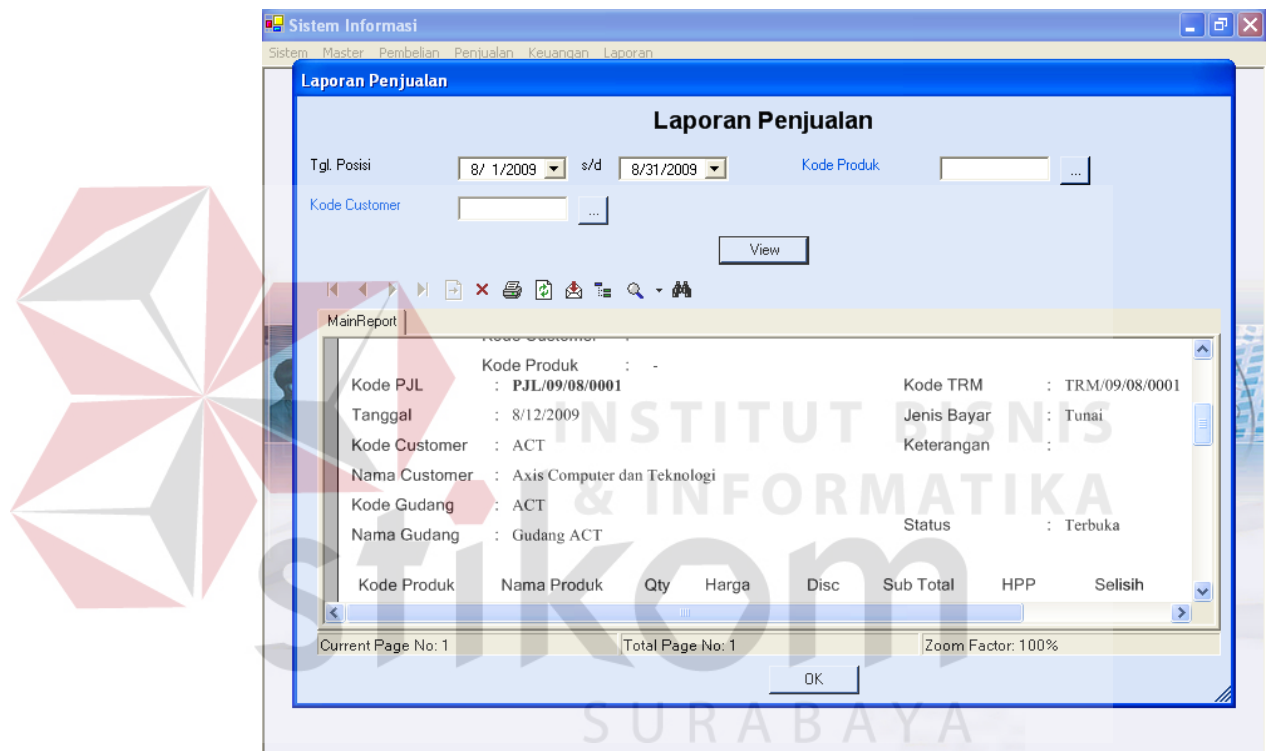 Sistem Informasi
Sistem Master Pembelian Penjualan Keuangan Laporan
Laporan Penjualan
Laporan Penjualan
Tgl. Posisi 8/ 1/2009 s/d 8/31/2009 Kode Produk ...
Kode Customer ...
View
MainReport
Kode Customer :
Kode Produk : -
Kode PJL : PJL/09/08/0001 Kode TRM : TRM/09/08/0001
Tanggal : 8/12/2009 Jenis Bayar : Tunai
Kode Customer : ACT Keterangan :
Nama Customer : Axis Computer dan Teknologi
Kode Gudang : ACT
Nama Gudang : Gudang ACT Status : Terbuka
Kode Produk Nama Produk Qty Harga Disc Sub Total HPP Selisih
Current Page No: 1 Total Page No: 1 Zoom Factor: 100%
OK
INSTITUT BISNIS
& INFORMATIKA
stikom
SURABAYA